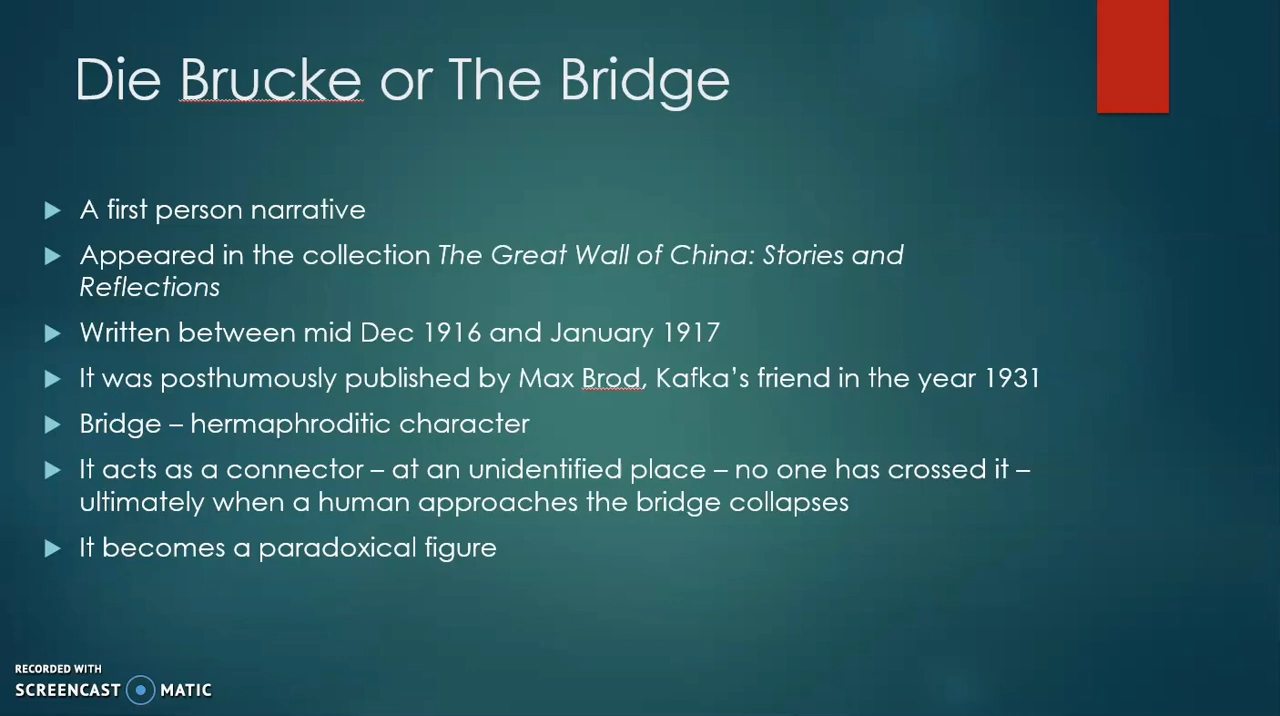 Die Brucke or The Bridge
A first person narrative
Appeared in the collection The Great Wall of China: Stories and
Reflections
Written between mid Dec 1916 and January 1917
It was posthumously published by Max Brod, Kafka’s friend in the year 1931
Bridge – hermaphroditic character
It acts as a connector – at an unidentified place – no one has crossed it –
ultimately when a human approaches the bridge collapses
It becomes a paradoxical figure
RECORDED WITH
SCREENCAST MATIC